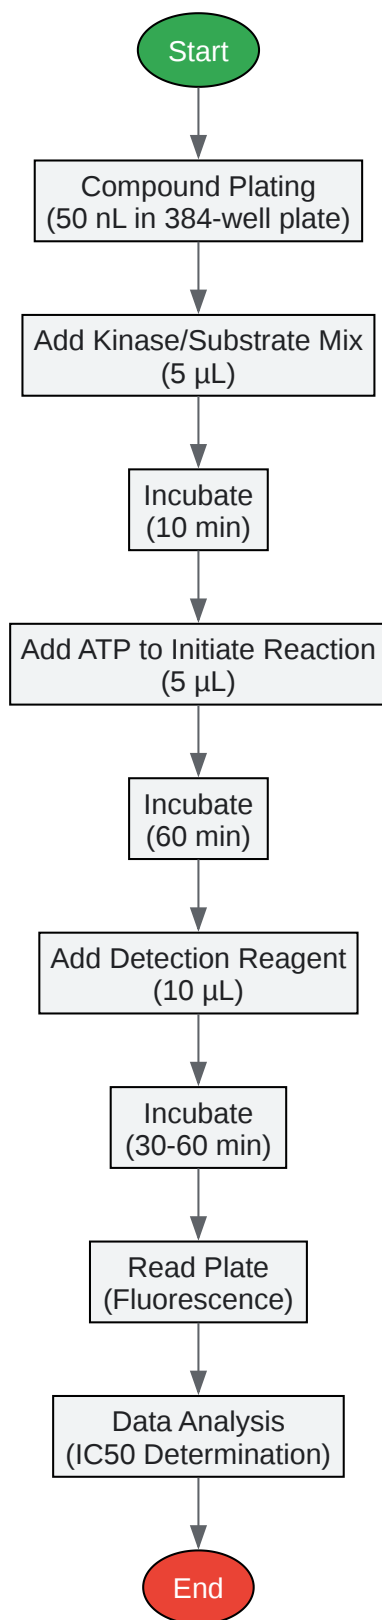 Start
Compound Plating
(50 nL in 384-well plate)
Add Kinase/Substrate Mix
(5 µL)
Incubate
(10 min)
Add ATP to Initiate Reaction
(5 µL)
Incubate
(60 min)
Add Detection Reagent
(10 µL)
Incubate
(30-60 min)
Read Plate
(Fluorescence)
Data Analysis
(IC50 Determination)
End